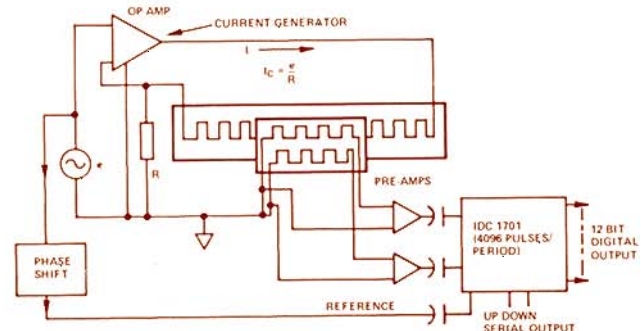 OP AMP
CURRENT GENERATOR
I
IC = e/R
e
R
PRE-AMPS
PHASE
SHIFT
REFERENCE
IDC 1701
(4096 PULSES/
PERIOD)
12 BIT
DIGITAL
OUTPUT
UP DOWN
SERIAL OUTPUT